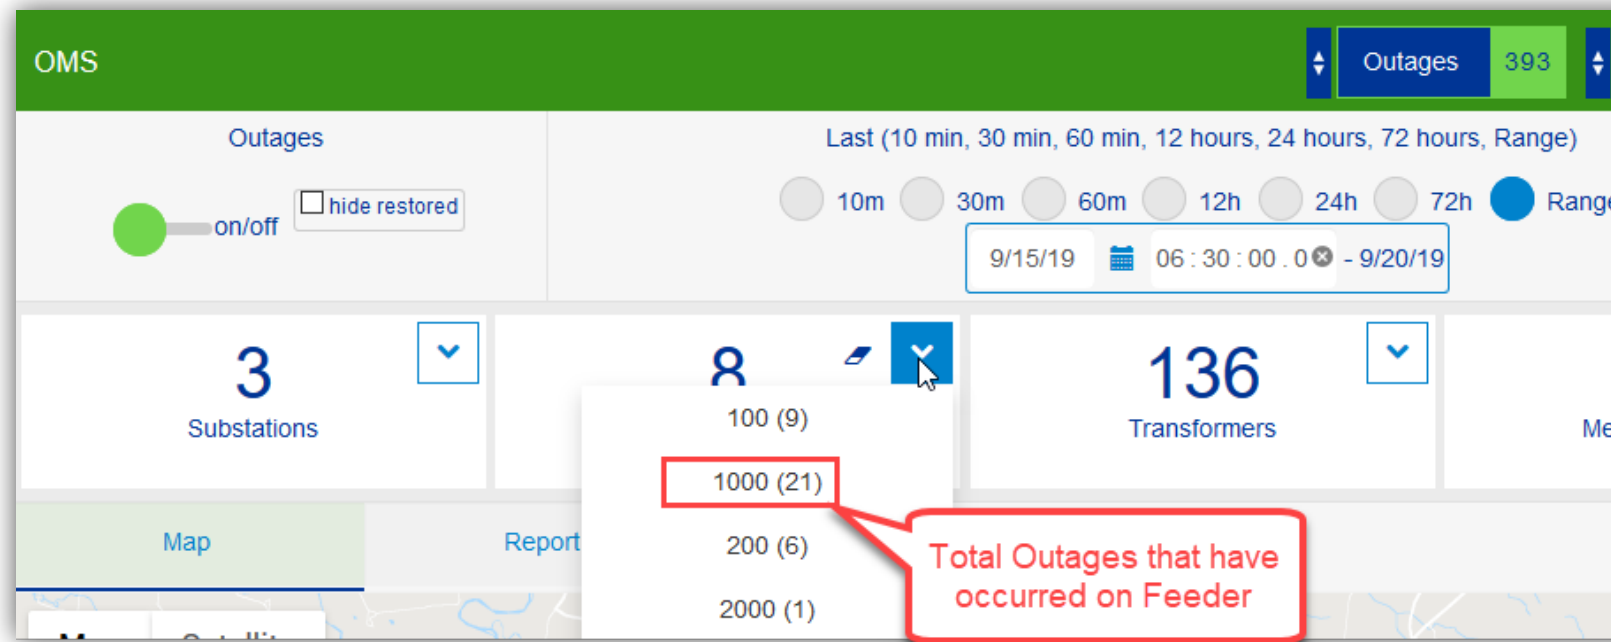 OMS
Outages 393
Outages
Last (10 min, 30 min, 60 min, 12 hours, 24 hours, 72 hours, Range)
on/off
hide restored
10m 30m 60m 12h 24h 72h Range
9/15/19 06 : 30 : 00 . 0 - 9/20/19
3
Substations
8
136
Transformers
100 (9)
1000 (21)
200 (6)
2000 (1)
Map
Report
Total Outages that have
occurred on Feeder